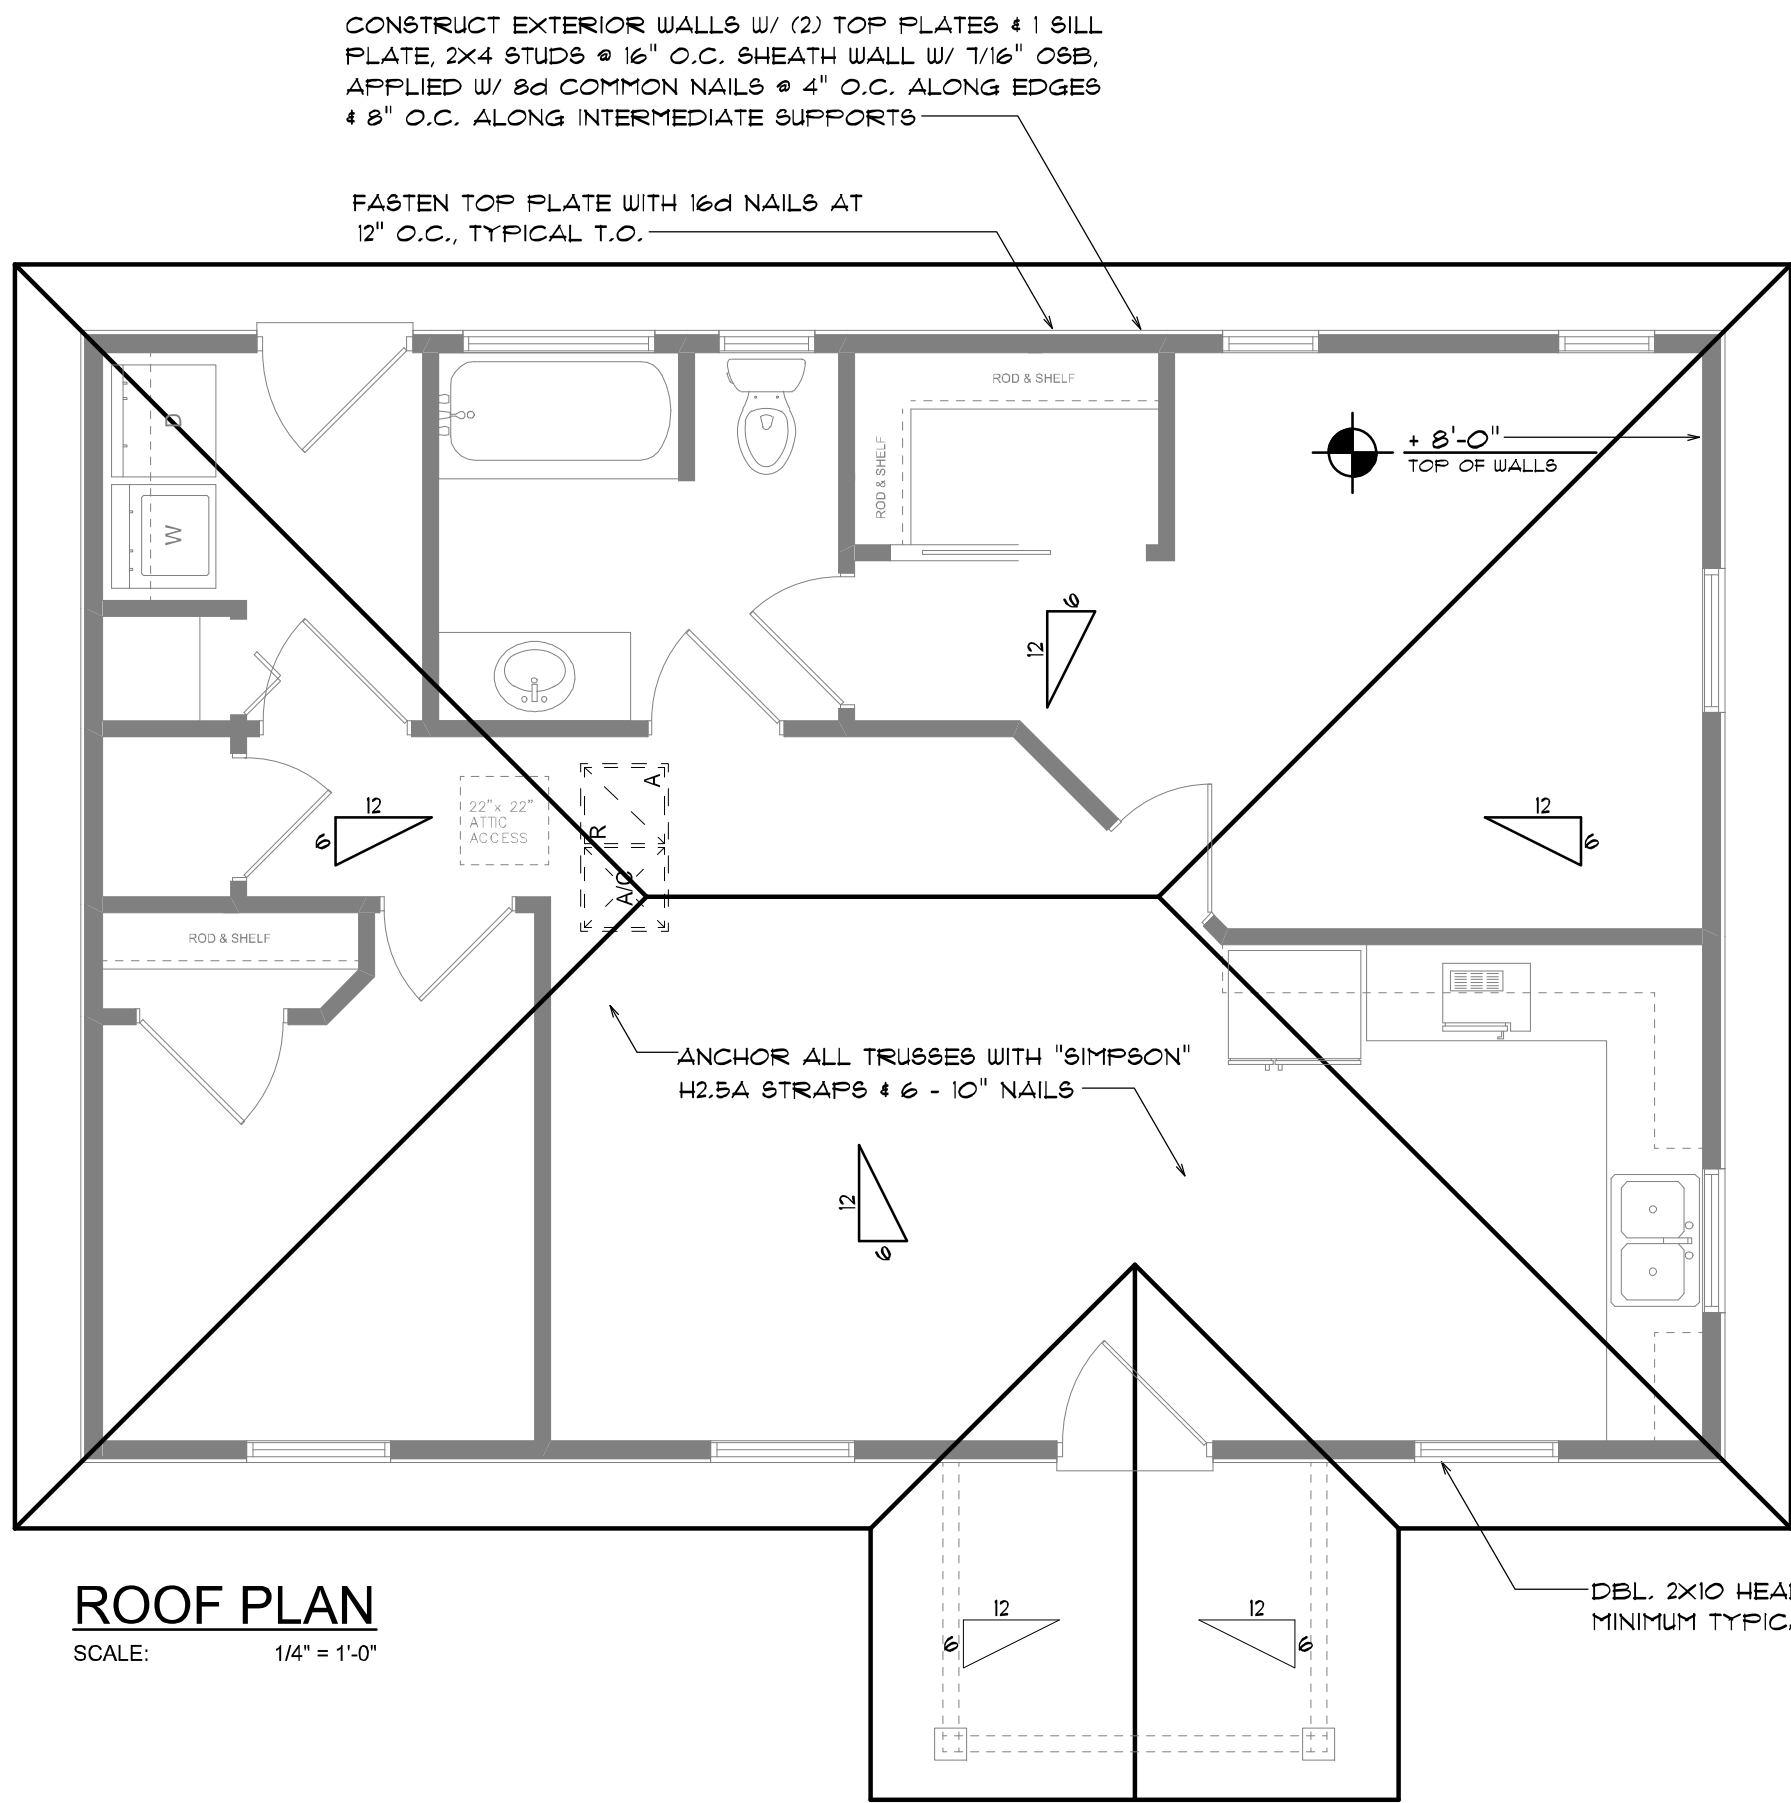 CONSTRUCT EXTERIOR WALLS W/ (2) TOP PLATES & 1 SILL
PLATE, 2X4 STUDS @ 16" O.C. SHEATH WALL W/ 7/16" OSB,
APPLIED W/ 8d COMMON NAILS @ 4" O.C. ALONG EDGES
& 8" O.C. ALONG INTERMEDIATE SUPPORTS
FASTEN TOP PLATE WITH 16d NAILS AT
12" O.C., TYPICAL T.O.
ROD & SHELF
D
ROD & SHELF
+ 8'-0"
TOP OF WALLS
W
6
12
A
12
6
22"x 22"
ATTIC
ACCESS
R
12
6
A/C
ROD & SHELF
ANCHOR ALL TRUSSES WITH "SIMPSON"
H2.5A STRAPS & 6 - 10" NAILS
12
6
ROOF PLAN
SCALE: 1/4" = 1'-0"
12
6
12
6
DBL. 2X10
MINIMUM